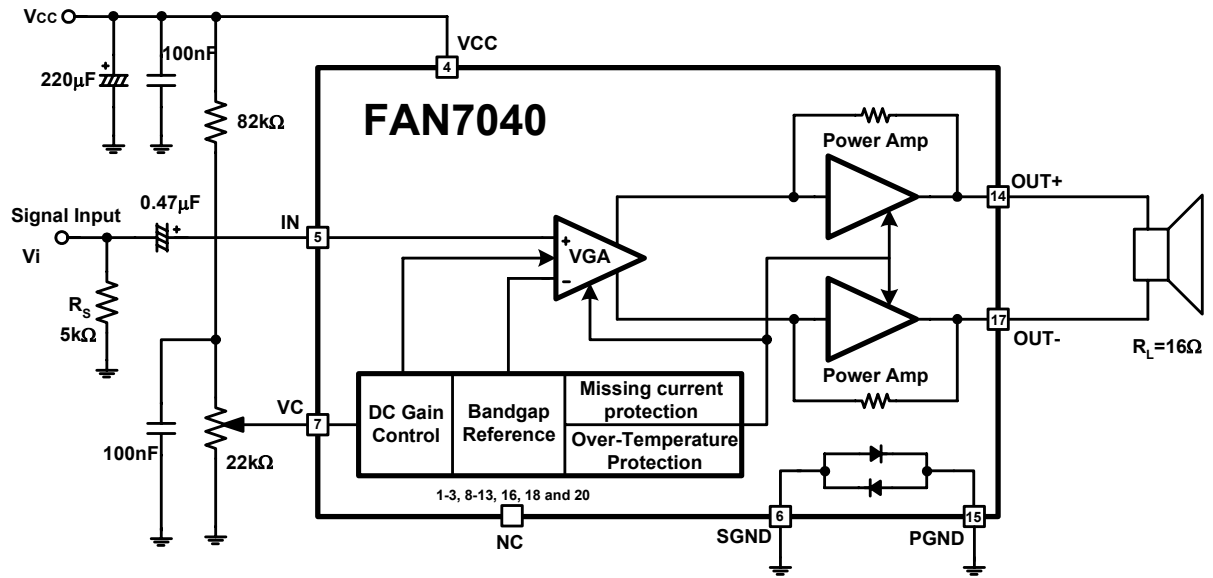 Vcc
100nF
VCC
4
220μF
+
82kΩ
FAN7040
Power Amp
0.47μF
+
OUT+
14
Signal Input
IN
5
Vi
+
VGA
−
RS
5kΩ
17
OUT-
RL=16Ω
Power Amp
VC
7
DC Gain
Control
Bandgap
Reference
Missing current
protection
Over-Temperature
Protection
100nF
22kΩ
1-3, 8-13, 16, 18 and 20
NC
SGND
6
PGND
15